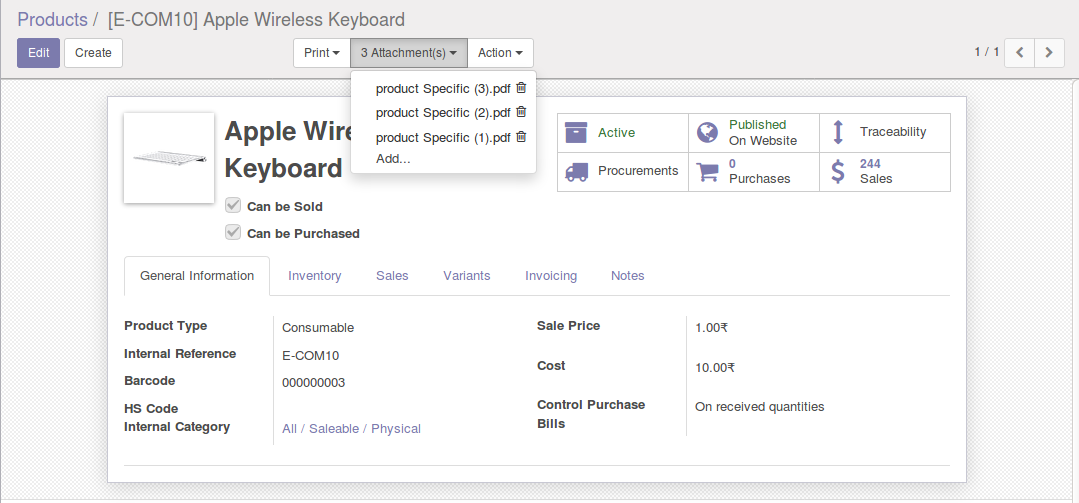 Products / [E-COM10] Apple Wireless Keyboard
Edit Create Print 3 Attachment(s) Action 1 / 1
product Specific (3).pdf
product Specific (2).pdf
product Specific (1).pdf
Add...
Apple Wire
Keyboard
Can be Sold
Can be Purchased
Active
Published
On Website
Traceability
Procurements
0
Purchases
244
Sales
General Information Inventory Sales Variants Invoicing Notes
Product Type Consumable
Internal Reference E-COM10
Barcode 000000003
HS Code
Internal Category All / Saleable / Physical
Sale Price 1.00₹
Cost 10.00₹
Control Purchase
Bills On received quantities